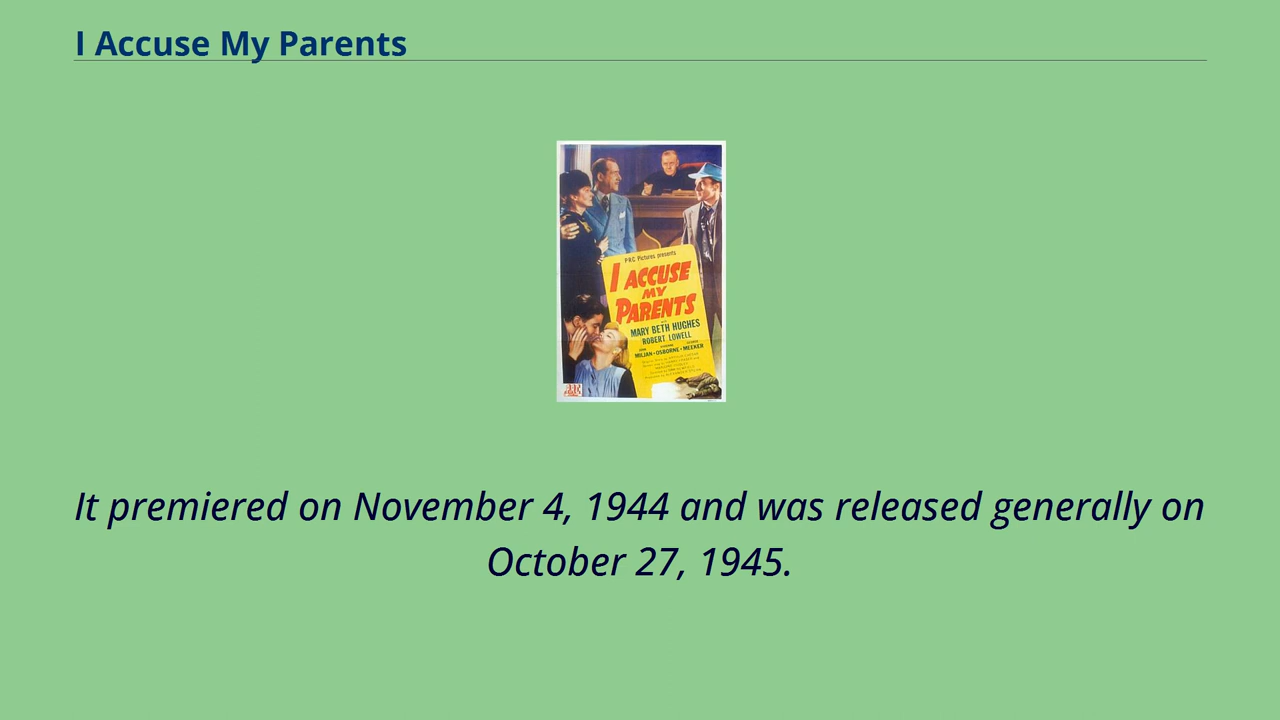 I Accuse My Parents
PRC Pictures presents
I ACCUSE
MY
PARENTS
MARY BETH HUGHES
ROBERT LOWELL
MILJAN • OSBORNE • MEEKER
It premiered on November 4, 1944 and was released generally on
October 27, 1945.